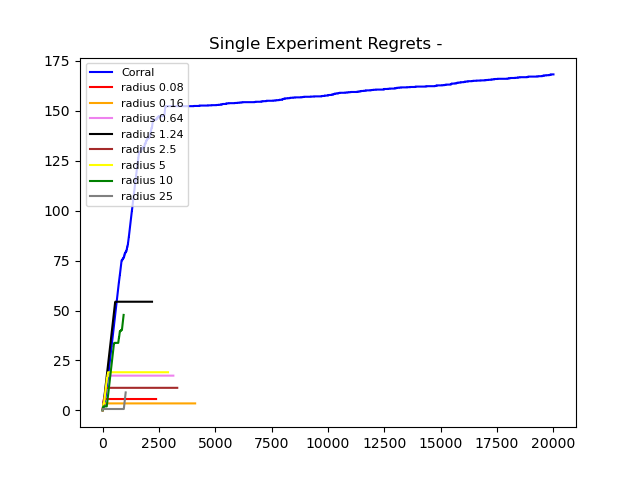 Single Experiment Regrets -
175
150
125
100
75
50
25
0
Corral
radius 0.08
radius 0.16
radius 0.64
radius 1.24
radius 2.5
radius 5
radius 10
radius 25
0 2500 5000 7500 10000 12500 15000 17500 20000